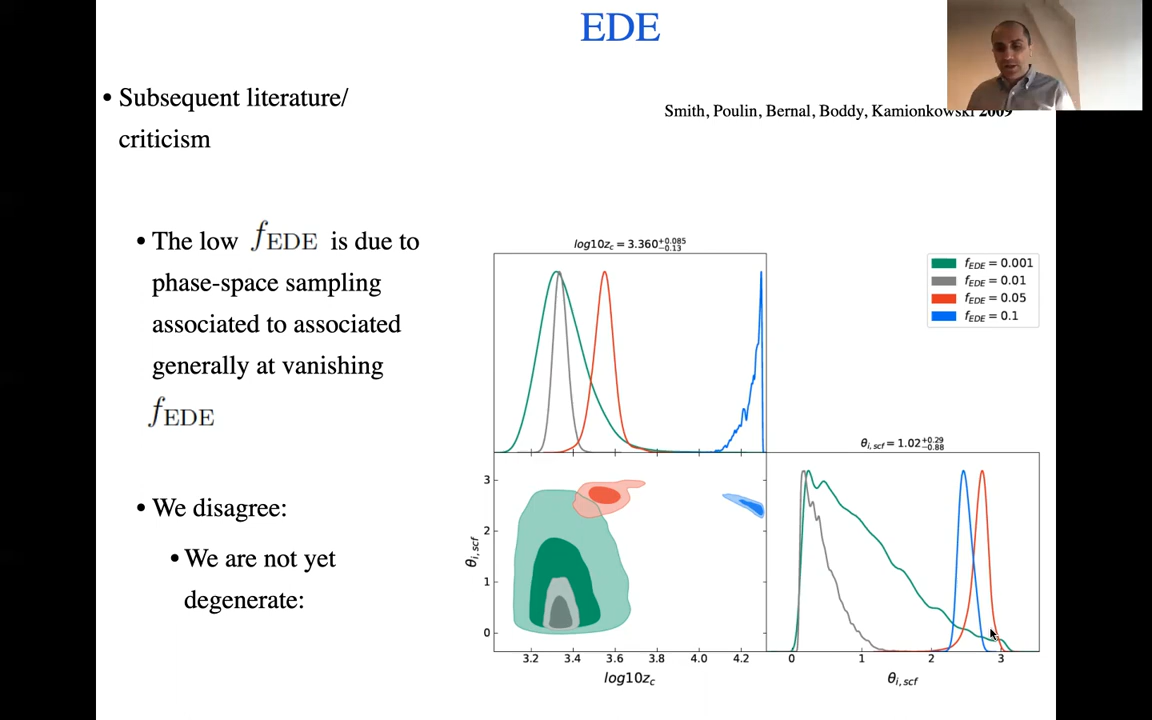 EDE
• Subsequent literature/
criticism
Smith, Poulin, Bernal, Boddy, Kamionkowski 2009
• The low fEDE is due to
phase-space sampling
associated to associated
generally at vanishing
fEDE
• We disagree:
• We are not yet
degenerate:
log10zc = 3.360+0.085−0.13
fEDE = 0.001
fEDE = 0.01
fEDE = 0.05
fEDE = 0.1
θi,scf = 1.02+0.29−0.88
3
2
1
0
θi,scf
3.2 3.4 3.6 3.8 4.0 4.2
log10zc
0 1 2 3
θi,scf